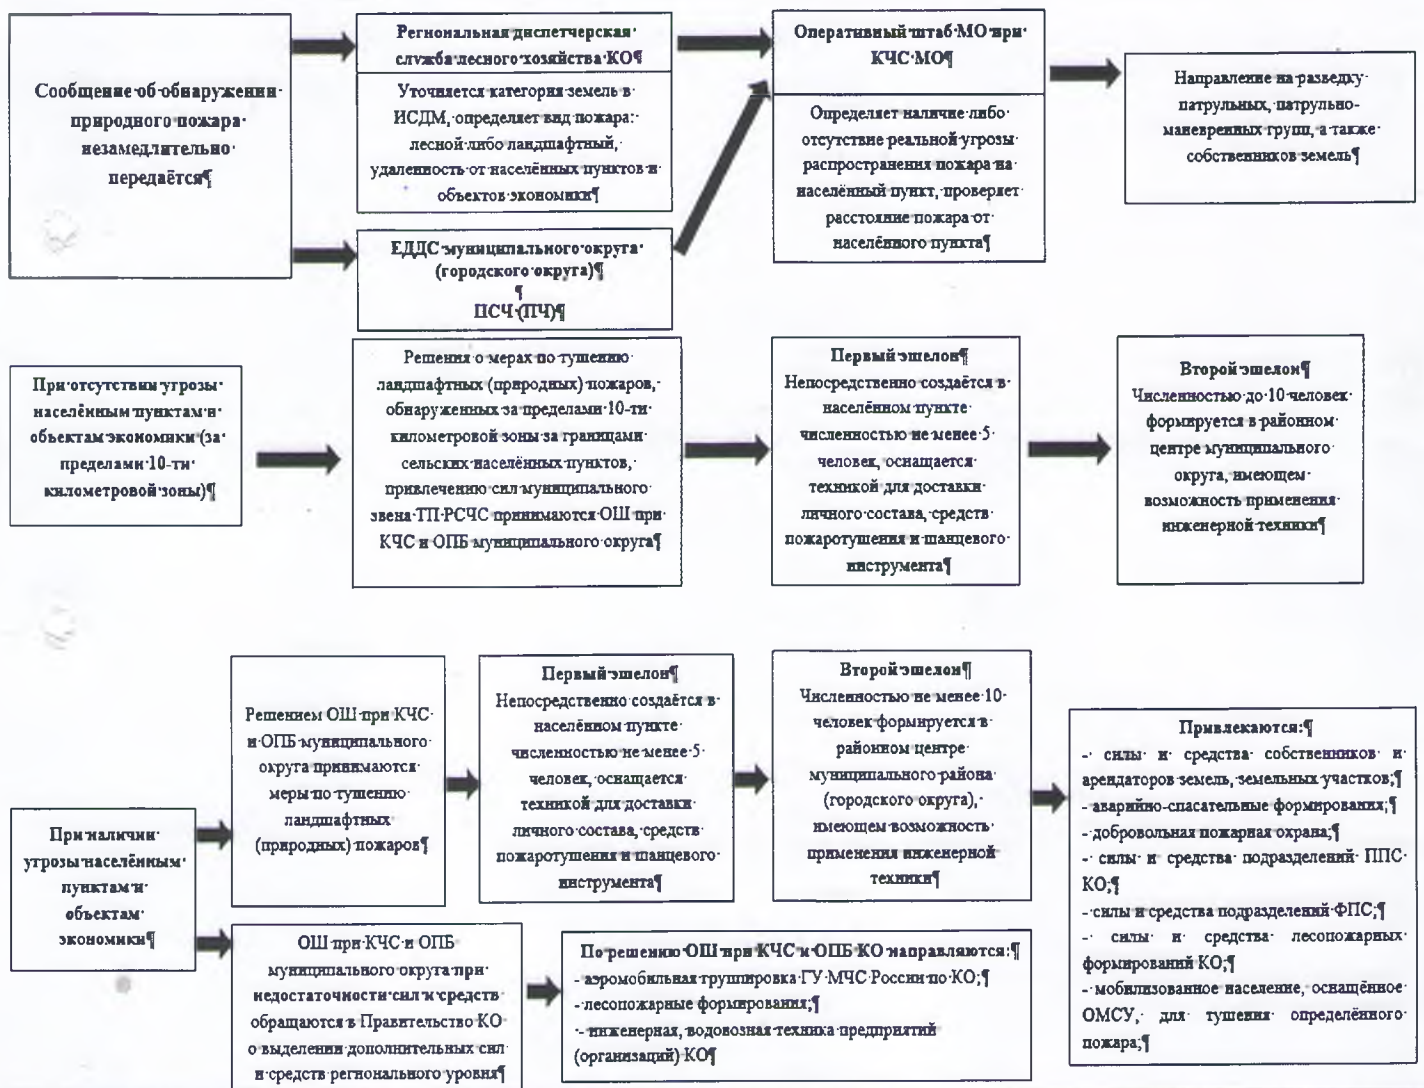 Сообщение об обнаружении
природного пожара
незамедлительно
передаётся¶
Региональная диспетчерская
служба лесного хозяйства КО¶
Уточняется категория земель в
ИСДМ, определяет вид пожара:
лесной либо ландшафтный,
удаленность от населённых пунктов и
объектов экономики¶
ЕДДС муниципального округа
(городского округа)¶
¶
ПСЧ (ПЧ)¶
Оперативный штаб МО при
КЧС МО¶
Определяет наличие либо
отсутствие реальной угрозы
распространения пожара на
населённый пункт, проверяет
расстояние пожара от
населённого пункта¶
Направление на разведку
патрульных, патрульно-
маневренных групп, а также
собственников земель¶
При отсутствии угрозы
населённым пунктам и
объектам экономики (за
пределами 10-ти
километровой зоны)¶
Решения о мерах по тушению
ландшафтных (природных) пожаров,
обнаруженных за пределами 10-ти
километровой зоны за границами
сельских населённых пунктов,
привлечению сил муниципального
звена ТП РСЧС принимаются ОШ при
КЧС и ОПБ муниципального округа¶
Первый эшелон¶
Непосредственно создаётся в
населённом пункте
численностью не менее 5
человек, оснащается
техникой для доставки
личного состава, средств
пожаротушения и шанцевого
инструмента¶
Второй эшелон¶
Численностью до 10 человек
формируется в районном
центре муниципального
округа, имеющем
возможность применения
инженерной техники¶
При наличии
угрозы населённым
пунктам и
объектам
экономики¶
Решением ОШ при КЧС
и ОПБ муниципального
округа принимаются
меры по тушению
ландшафтных
(природных) пожаров¶
Первый эшелон¶
Непосредственно создаётся в
населённом пункте
численностью не менее 5
человек, оснащается
техникой для доставки
личного состава, средств
пожаротушения и шанцевого
инструмента¶
Второй эшелон¶
Численностью не менее 10
человек формируется в
районном центре
муниципального района
(городского округа),
имеющем возможность
применения инженерной
техники¶
Привлекаются:¶
- силы и средства собственников и
арендаторов земель, земельных участков;¶
- аварийно-спасательные формирования;¶
- добровольная пожарная охрана;¶
- силы и средства подразделений ППС
КО;¶
- силы и средства подразделений ФПС;¶
- силы и средства лесопожарных
формирований КО;¶
- мобилизованное население, оснащённое
ОМСУ, для тушения определённого
пожара;¶
ОШ при КЧС и ОПБ
муниципального округа при
недостаточности сил и средств
обращаются в Правительство КО
о выделении дополнительных сил
и средств регионального уровня¶
По решению ОШ при КЧС и ОПБ КО направляются:¶
- аэромобильная группировка ГУ МЧС России по КО;¶
- лесопожарные формирования;¶
- инженерная, водовозная техника предприятий
(организаций) КО¶